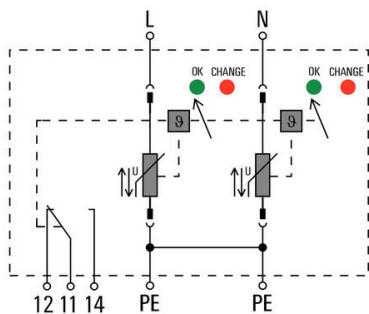 L N
OK CHANGE OK CHANGE
ϑ ϑ
U U
12 11 14 PE PE